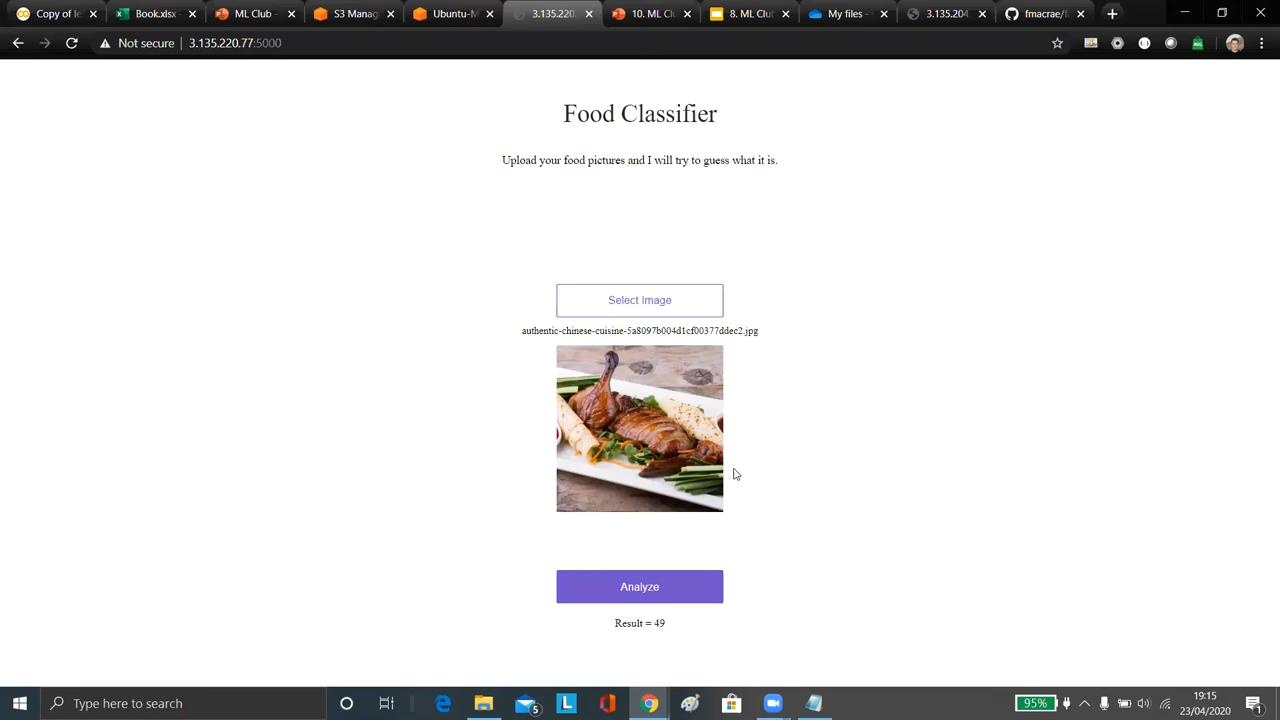 Copy of le
Book.xlsx
ML Club -
S3 Manag
Ubuntu-M
3.135.220.
10. ML Cl
8. ML Clu
My files -
3.135.204
fmacrae/f
Not secure
3.135.220.77:5000
Food Classifier
Upload your food pictures and I will try to guess what it is.
Select Image
authentic-chinese-cuisine-5a8097b004d1cf00377ddec2.jpg
Analyze
Result = 49
Type here to search
5
L
95%
19:15
23/04/2020
1